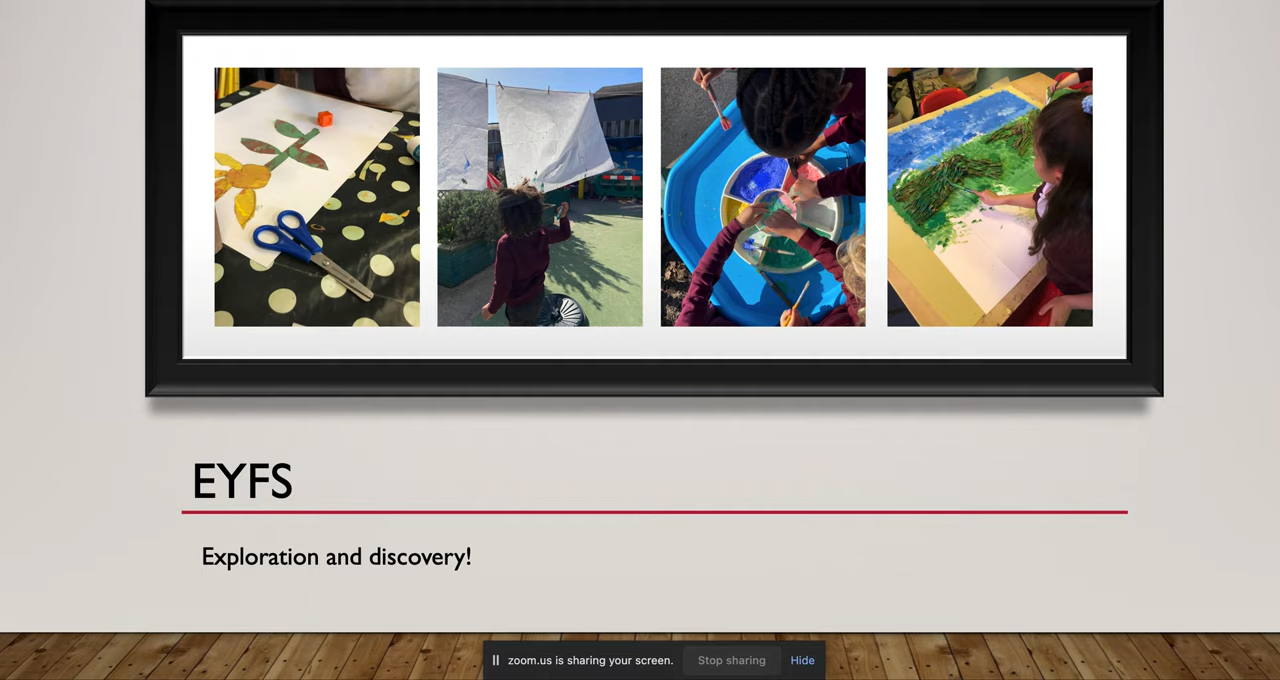 EYFS
Exploration and discovery!
zoom.us is sharing your screen. Stop sharing Hide